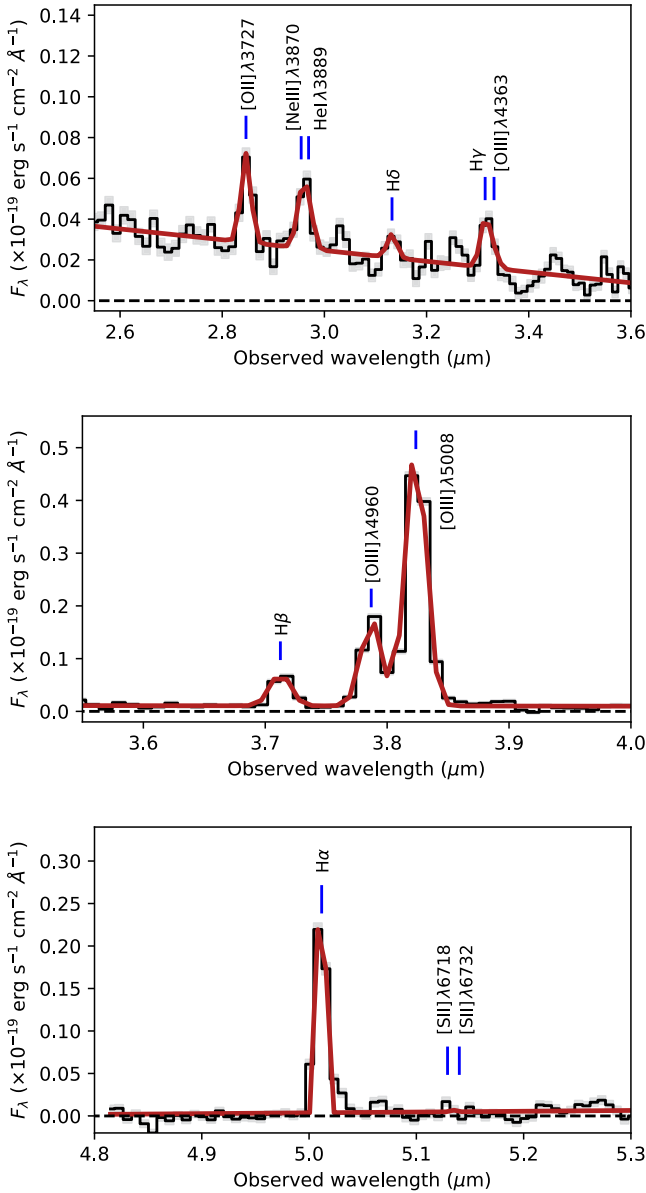 0.14
0.12
0.10
0.08
0.06
0.04
0.02
0.00
F_λ (×10⁻¹⁹ erg s⁻¹ cm⁻² Å⁻¹)
[OII]λ3727
[NeIII]λ3870
HeIλ3889
Hδ
Hγ
[OIII]λ4363
2.6 2.8 3.0 3.2 3.4 3.6
Observed wavelength (μm)
0.5
0.4
0.3
0.2
0.1
0.0
F_λ (×10⁻¹⁹ erg s⁻¹ cm⁻² Å⁻¹)
Hβ
[OIII]λ4960
[OIII]λ5008
3.6 3.7 3.8 3.9 4.0
Observed wavelength (μm)
0.30
0.25
0.20
0.15
0.10
0.05
0.00
F_λ (×10⁻¹⁹ erg s⁻¹ cm⁻² Å⁻¹)
Hα
[SII]λ6718
[SII]λ6732
4.8 4.9 5.0 5.1 5.2 5.3
Observed wavelength (μm)